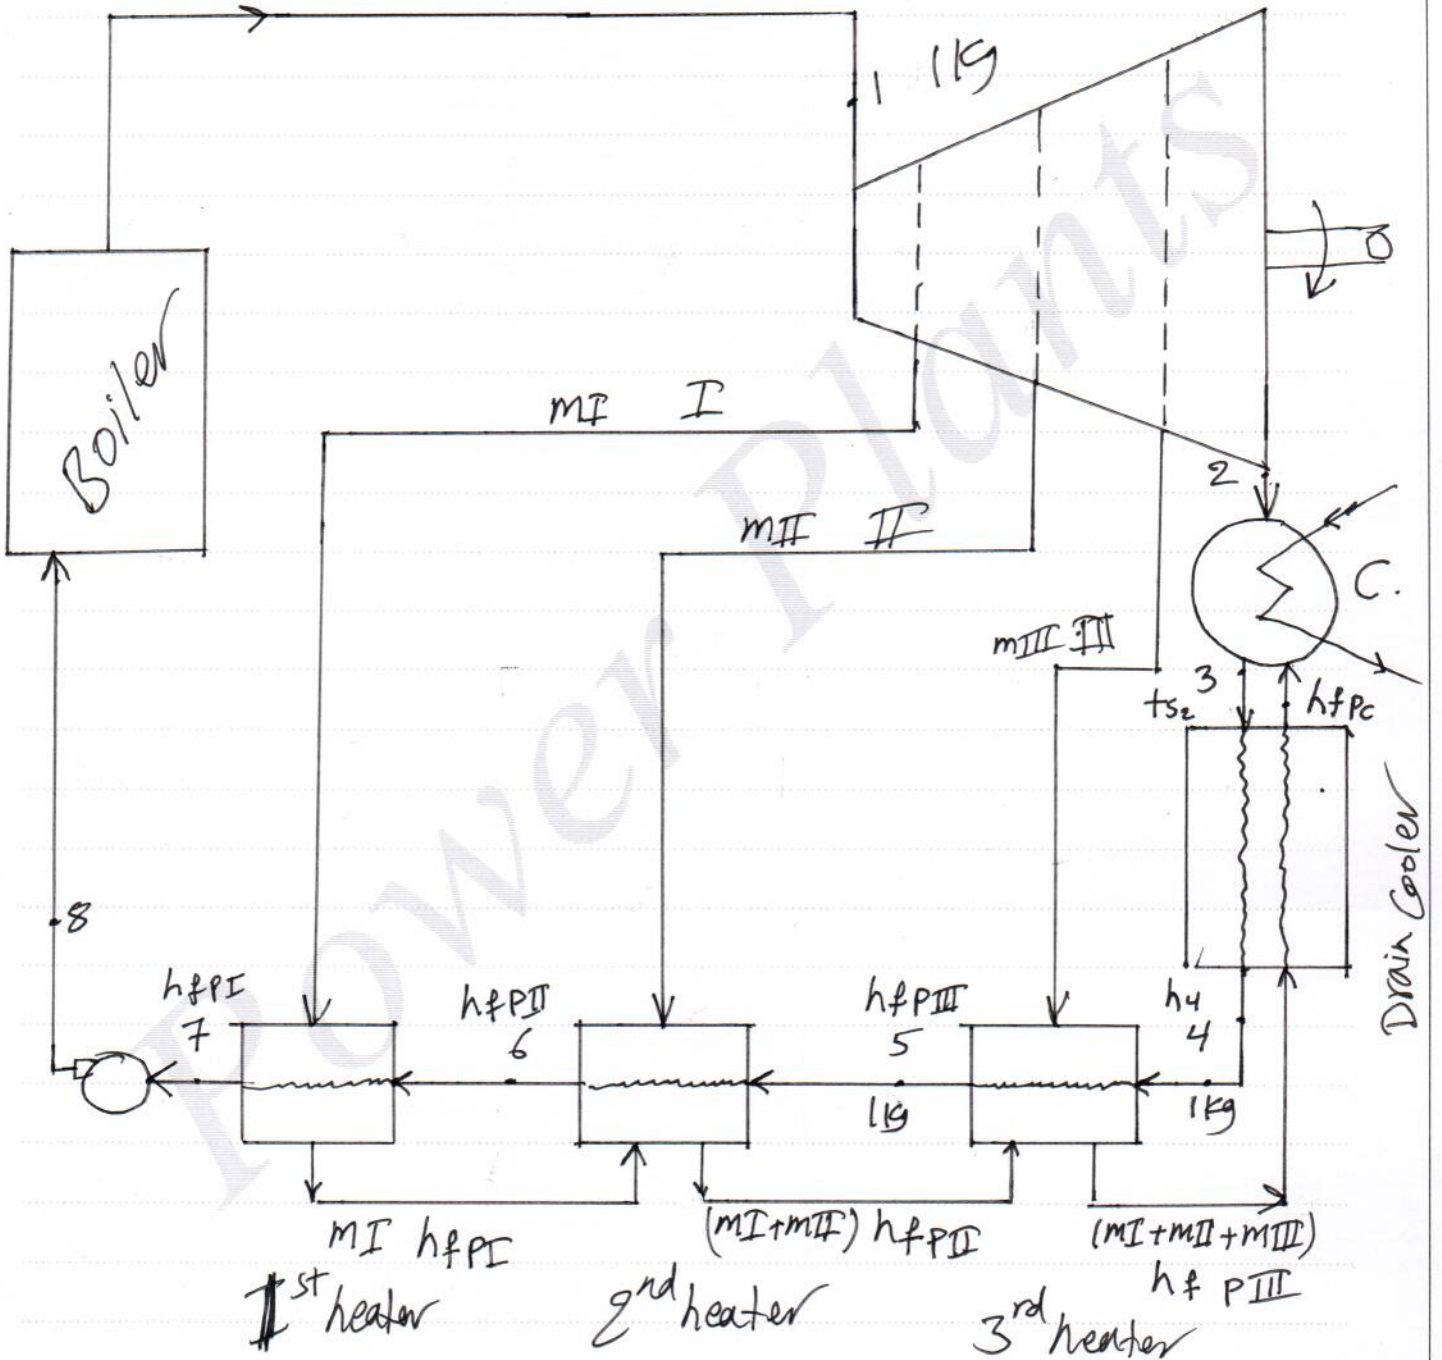 1 1kg
Boiler
mI I
mII II
2
C.
mIII III
3
ts2 hfpc
Drain Cooler
8
hfpI
7
hfpII
6
hfpIII
5
h4
4
1kg
1kg
mI hfpI
(mI+mII) hfpII
(mI+mII+mIII)
hf pIII
1st heater
2nd heater
3rd heater
Power Plants